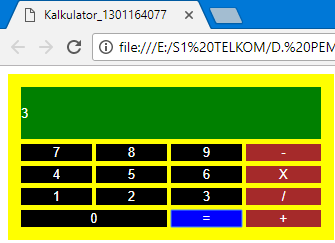 Kalkulator_1301164077
file:///E:/S1%20TELKOM/D.%20PEM
3
7 8 9 -
4 5 6 X
1 2 3 /
0 = +